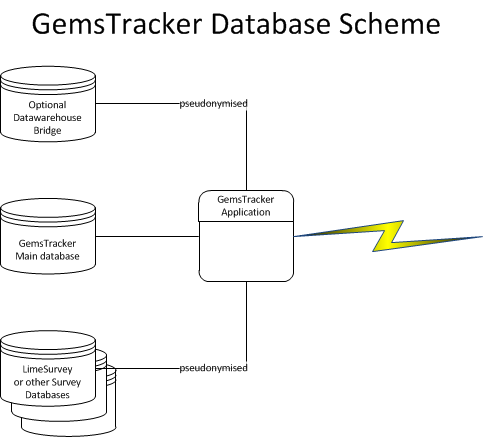 GemsTracker Database Scheme
Optional
Datawarehouse
Bridge
pseudonymised
GemsTracker
Application
GemsTracker
Main database
LimeSurvey
or other Survey
Databases
pseudonymised